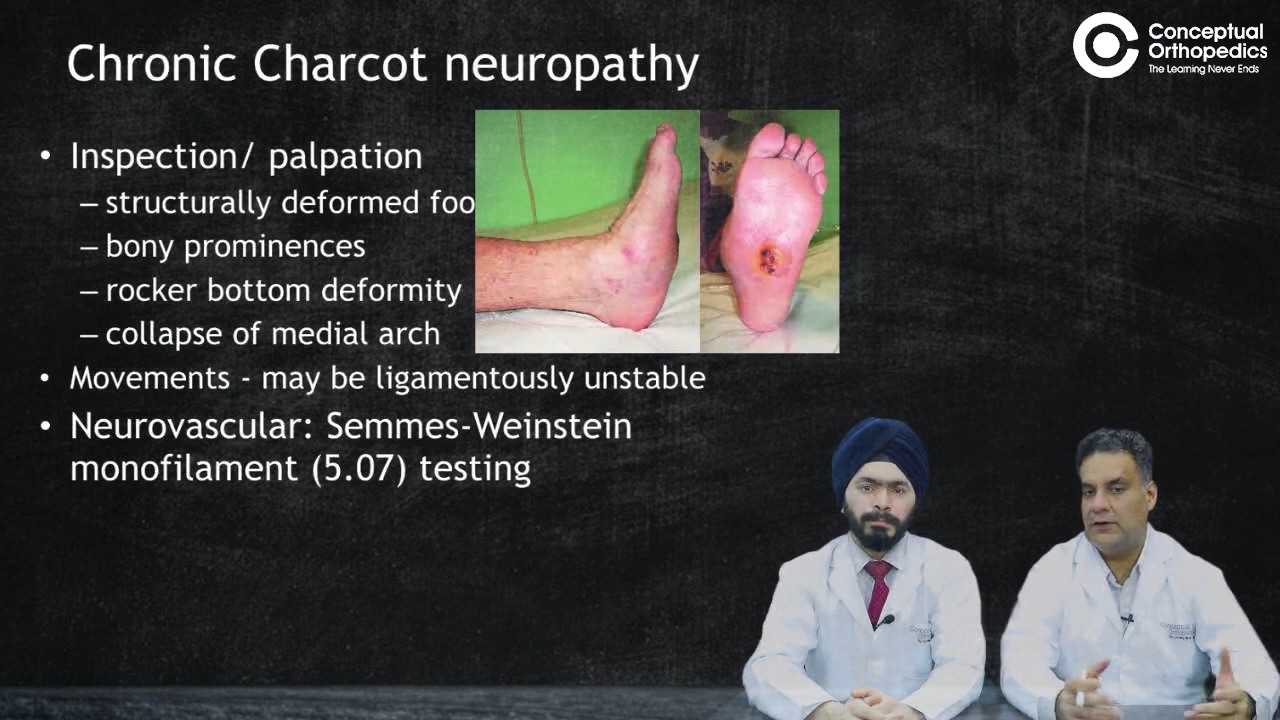 Chronic Charcot neuropathy
Conceptual
Orthopedics
The Learning Never Ends
• Inspection/ palpation
– structurally deformed foo
– bony prominences
– rocker bottom deformity
– collapse of medial arch
• Movements - may be ligamentously unstable
• Neurovascular: Semmes-Weinstein
monofilament (5.07) testing